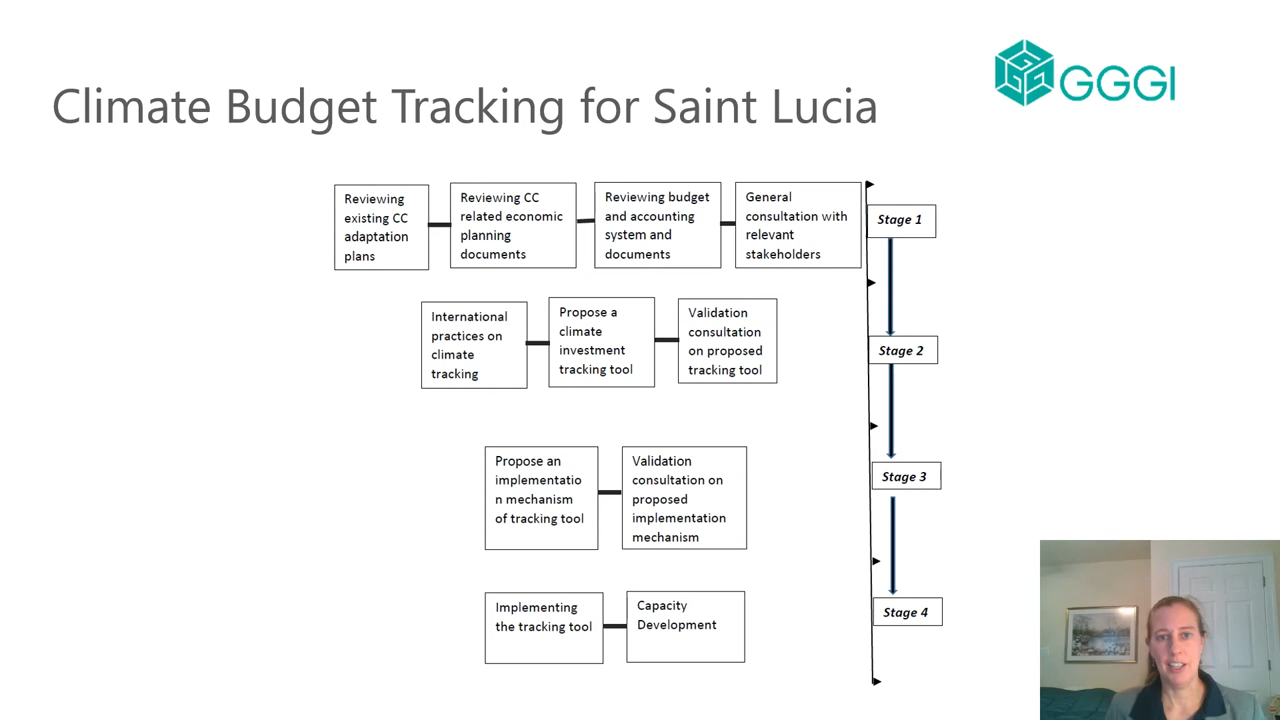 GGGI
Climate Budget Tracking for Saint Lucia
Reviewing
existing CC
adaptation
plans
Reviewing CC
related economic
planning
documents
Reviewing budget
and accounting
system and
documents
General
consultation with
relevant
stakeholders
Stage 1
International
practices on
climate
tracking
Propose a
climate
investment
tracking tool
Validation
consultation
on proposed
tracking tool
Stage 2
Propose an
implementatio
n mechanism
of tracking tool
Validation
consultation on
proposed
implementation
mechanism
Stage 3
Implementing
the tracking tool
Capacity
Development
Stage 4